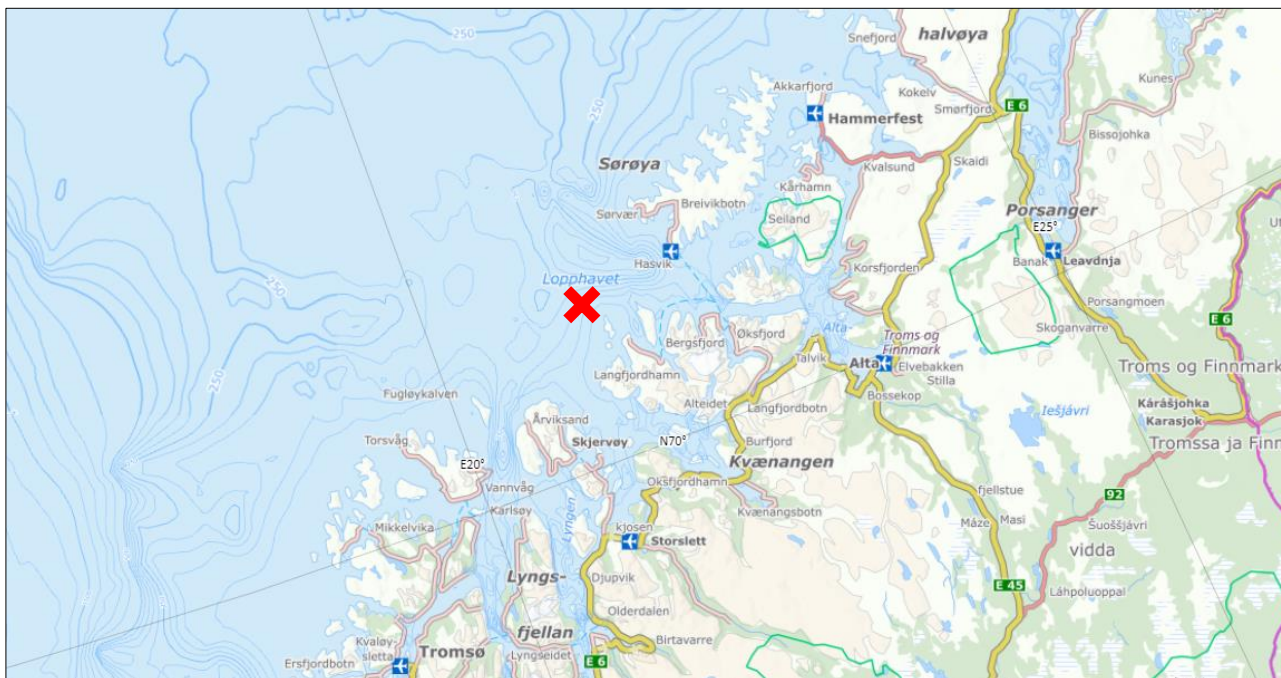 halvøya
Snefjord
250
Kunes
Akkarfjord
Kokelv
Smørfjord
E 6
Hammerfest
Bissojohka
250
Skaidi
Sørøya
Kvalsund
Kårhamn
Breivikbotn
Sørvær
Seiland
Porsanger
E25°
Hasvik
Banak
Leavdnja
Korsfjorden
Lopphavet
250
Porsangmoen
E 6
Alta-
Skoganvarre
Øksfjord
Bergsfjord
Troms og
Finnmark
Talvik
Alta
Elvebakken
Stilla
Troms og Finnmark
Langfjordhamn
250
Fugløykalven
Bossekop
Alteidet
Langfjordbotn
Iešjávri
Kárášjohka
Karasjok
Årviksand
Torsvåg
Skjervøy
N70°
Burfjord
Tromssa ja Finn
E20°
Kvænangen
Oksfjordhamn
Vannvåg
fjellstue
92
Karlsøy
Lyngen
Kvænangsbotn
Mikkelvika
kjosen
Storslett
Máze
Masi
Šuoššjávri
vidda
Lyngs-
Djupvik
E 45
Láhpoluoppal
Olderdalen
fjellan
Birtavarre
Kvaløy-
sletta
Tromsø
Lyngseidet
Ersfjordbotn
E 6